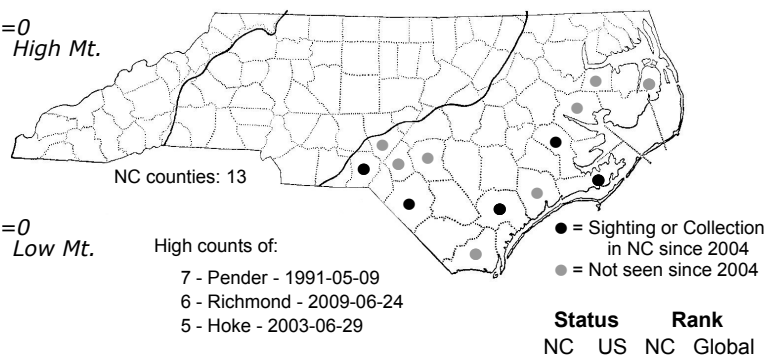 =0
High Mt.
NC counties: 13
=0
Low Mt.
High counts of:
7 - Pender - 1991-05-09
6 - Richmond - 2009-06-24
5 - Hoke - 2003-06-29
● = Sighting or Collection
in NC since 2004
● = Not seen since 2004
Status Rank
NC US NC Global